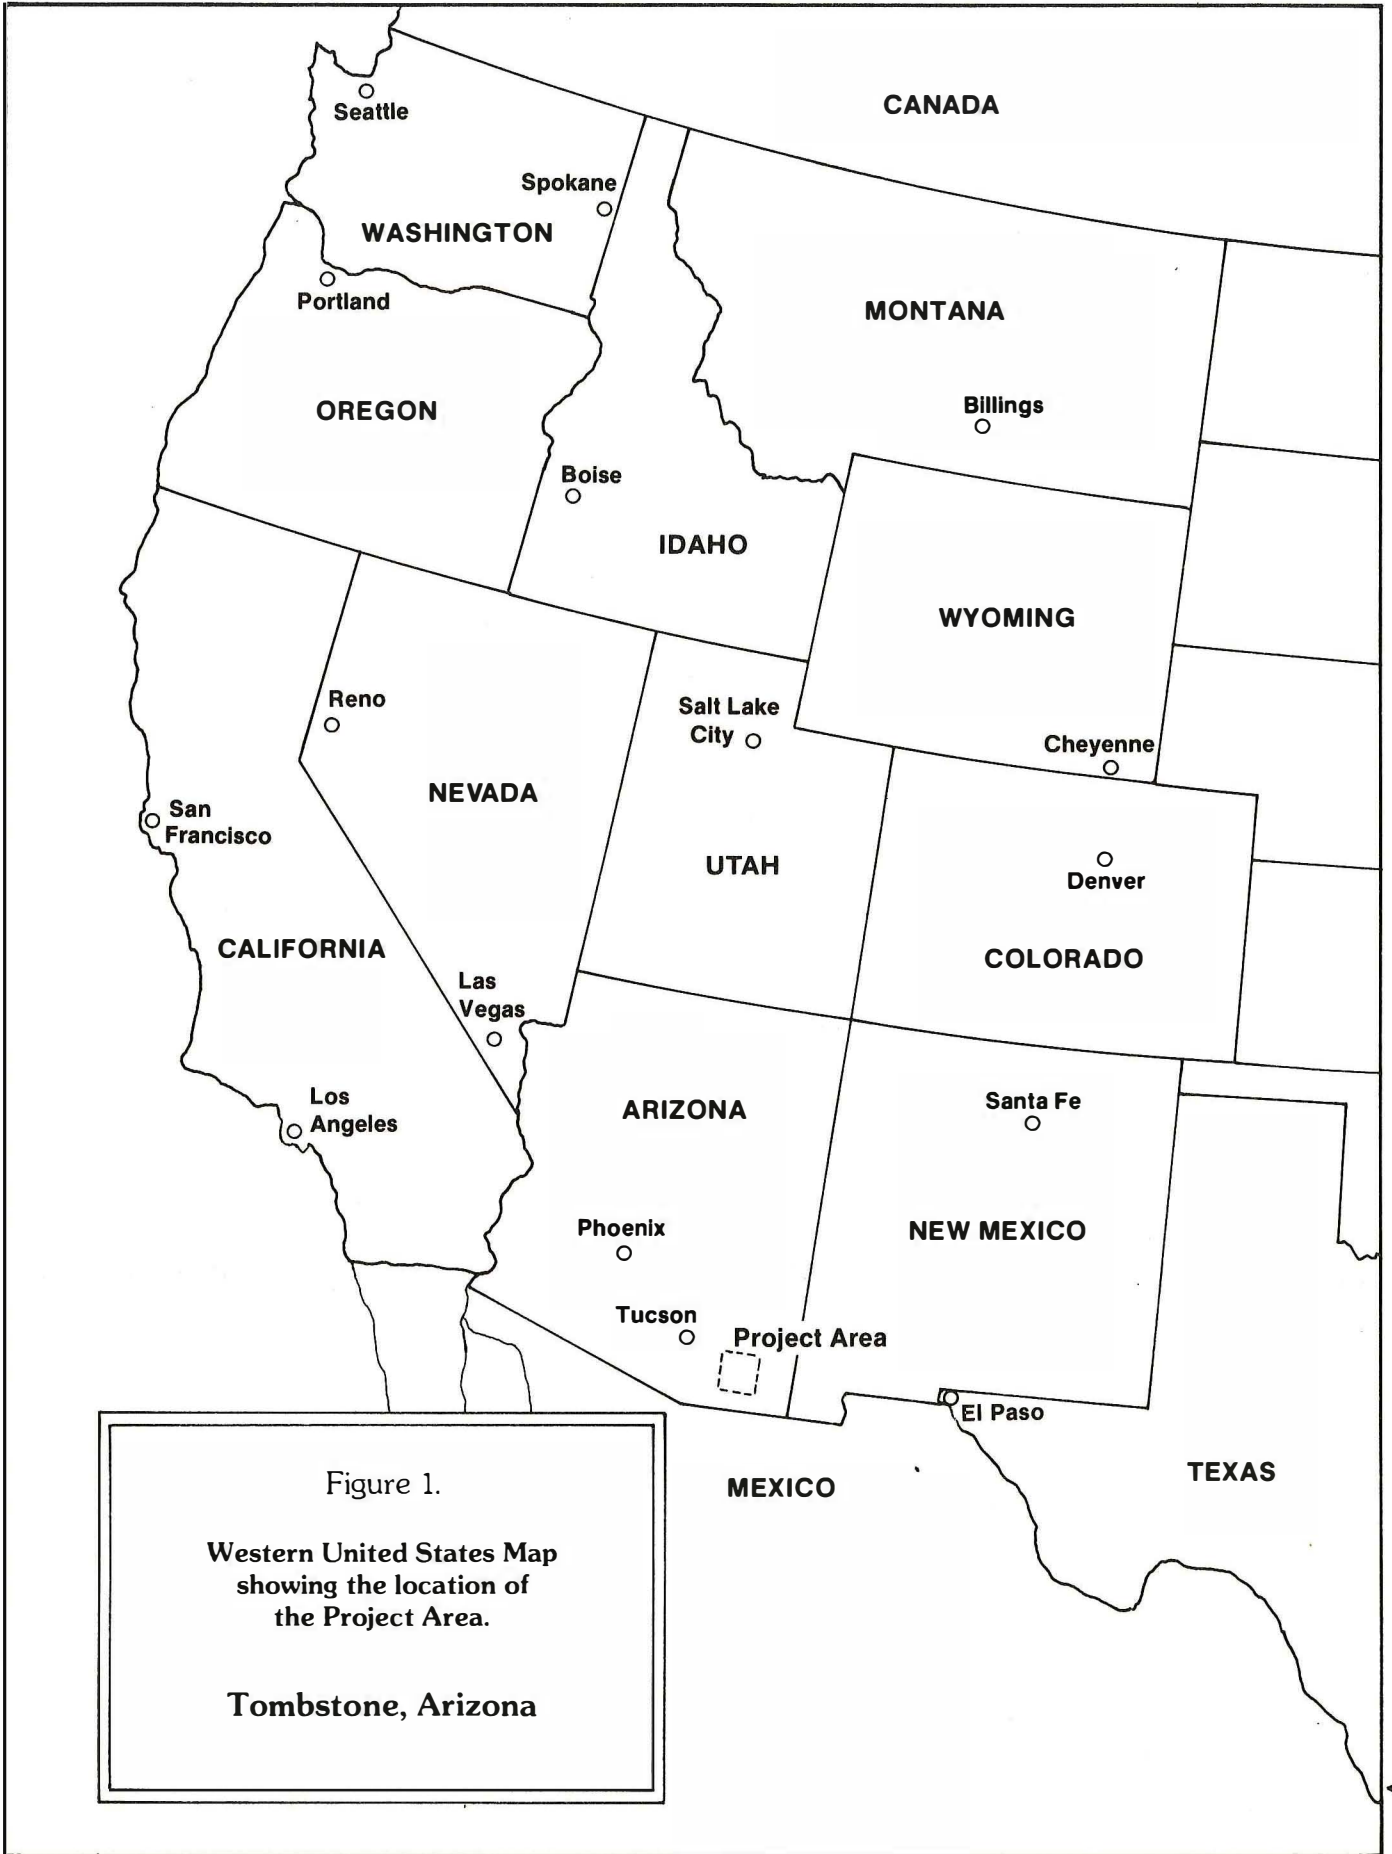 CANADA
Seattle
Spokane
WASHINGTON
Portland
MONTANA
OREGON
Billings
Boise
IDAHO
WYOMING
Reno
Salt Lake
City
Cheyenne
NEVADA
San
Francisco
UTAH
Denver
CALIFORNIA
COLORADO
Las
Vegas
Los
Angeles
ARIZONA
Santa Fe
Phoenix
NEW MEXICO
Tucson
Project Area
El Paso
MEXICO
TEXAS
Figure 1.
Western United States Map
showing the location of
the Project Area.
Tombstone, Arizona